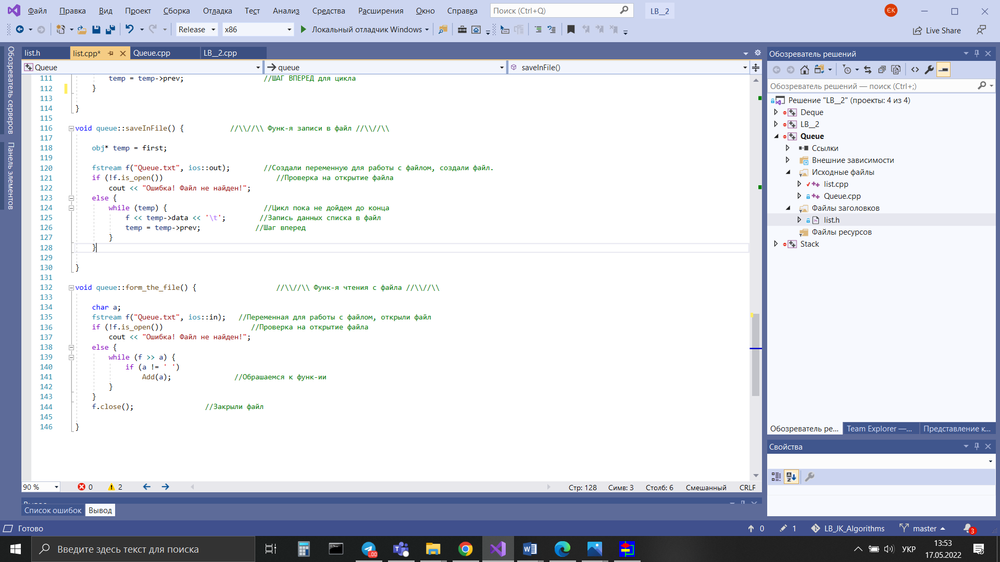 Файл Правка Вид Проект Сборка Отладка Тест Анализ Средства Расширения Окно Справка Поиск (Ctrl+Q) LB__2 ЄК
Release x86 Локальный отладчик Windows Live Share
Обозреватель серверов
Панель элементов
list.h list.cpp* Queue.cpp LB__2.cpp
Queue queue saveInFile()
111 temp = temp->prev; //ШАГ ВПЕРЕД для цикла
112 }
113
114 }
115
116 void queue::saveInFile() { //\\//\\ Функ-я записи в файл //\\//\\
117
118 obj* temp = first;
119
120 fstream f("Queue.txt", ios::out); //Создали переменную для работы с файлом, создали файл.
121 if (!f.is_open()) //Проверка на открытие файла
122 cout << "Ошибка! Файл не найден!";
123 else {
124 while (temp) { //Цикл пока не дойдем до конца
125 f << temp->data << '\t'; //Запись данных списка в файл
126 temp = temp->prev; //Шаг вперед
127 }
128 }
129
130 }
131
132 void queue::form_the_file() { //\\//\\ Функ-я чтения с файла //\\//\\
133
134 char a;
135 fstream f("Queue.txt", ios::in); //Переменная для работы с файлом, открыли файл
136 if (!f.is_open()) //Проверка на открытие файла
137 cout << "Ошибка! Файл не найден!";
138 else {
139 while (f >> a) {
140 if (a != ' ')
141 Add(a); //Обрашаемся к функ-ии
142 }
143 }
144 f.close(); //Закрыли файл
145
146 }
90 % 0 2 Стр: 128 Симв: 3 Столб: 6 Смешанный CRLF
Вывод
Список ошибок Вывод
Обозреватель решений
Обозреватель решений — поиск (Ctrl+;)
Решение "LB__2" (проекты: 4 из 4)
Deque
LB__2
Queue
Ссылки
Внешние зависимости
Исходные файлы
list.cpp
Queue.cpp
Файлы заголовков
list.h
Файлы ресурсов
Stack
Обозреватель ре... Team Explorer —... Представление к...
Свойства
Готово 0 1 LB_JK_Algorithms master 3
Введите здесь текст для поиска ..00 УКР 13:53
17.05.2022